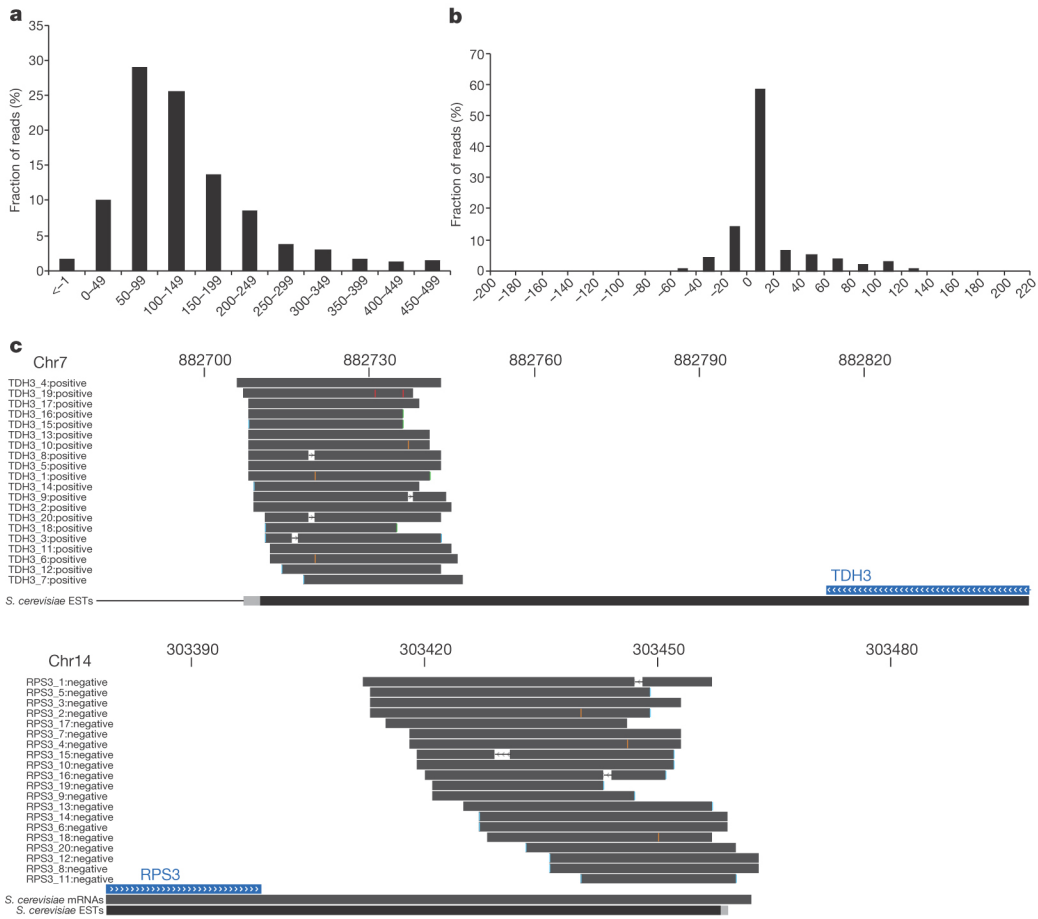 a
Fraction of reads (%)
35
30
25
20
15
10
5
0
<–1
0–49
50–99
100–149
150–199
200–249
250–299
300–349
350–399
400–449
450–499
b
Fraction of reads (%)
70
60
50
40
30
20
10
0
–200
–180
–160
–140
–120
–100
–80
–60
–40
–20
0
20
40
60
80
100
120
140
160
180
200
220
c
Chr7
882700 882730 882760 882790 882820
TDH3_4:positive
TDH3_19:positive
TDH3_17:positive
TDH3_16:positive
TDH3_15:positive
TDH3_13:positive
TDH3_10:positive
TDH3_8:positive
TDH3_5:positive
TDH3_1:positive
TDH3_14:positive
TDH3_9:positive
TDH3_2:positive
TDH3_20:positive
TDH3_18:positive
TDH3_3:positive
TDH3_11:positive
TDH3_6:positive
TDH3_12:positive
TDH3_7:positive
TDH3
S. cerevisiae ESTs
Chr14
303390 303420 303450 303480
RPS3_1:negative
RPS3_5:negative
RPS3_3:negative
RPS3_2:negative
RPS3_17:negative
RPS3_7:negative
RPS3_4:negative
RPS3_15:negative
RPS3_10:negative
RPS3_16:negative
RPS3_19:negative
RPS3_9:negative
RPS3_13:negative
RPS3_14:negative
RPS3_6:negative
RPS3_18:negative
RPS3_20:negative
RPS3_12:negative
RPS3_8:negative
RPS3_11:negative
RPS3
S. cerevisiae mRNAs
S. cerevisiae ESTs